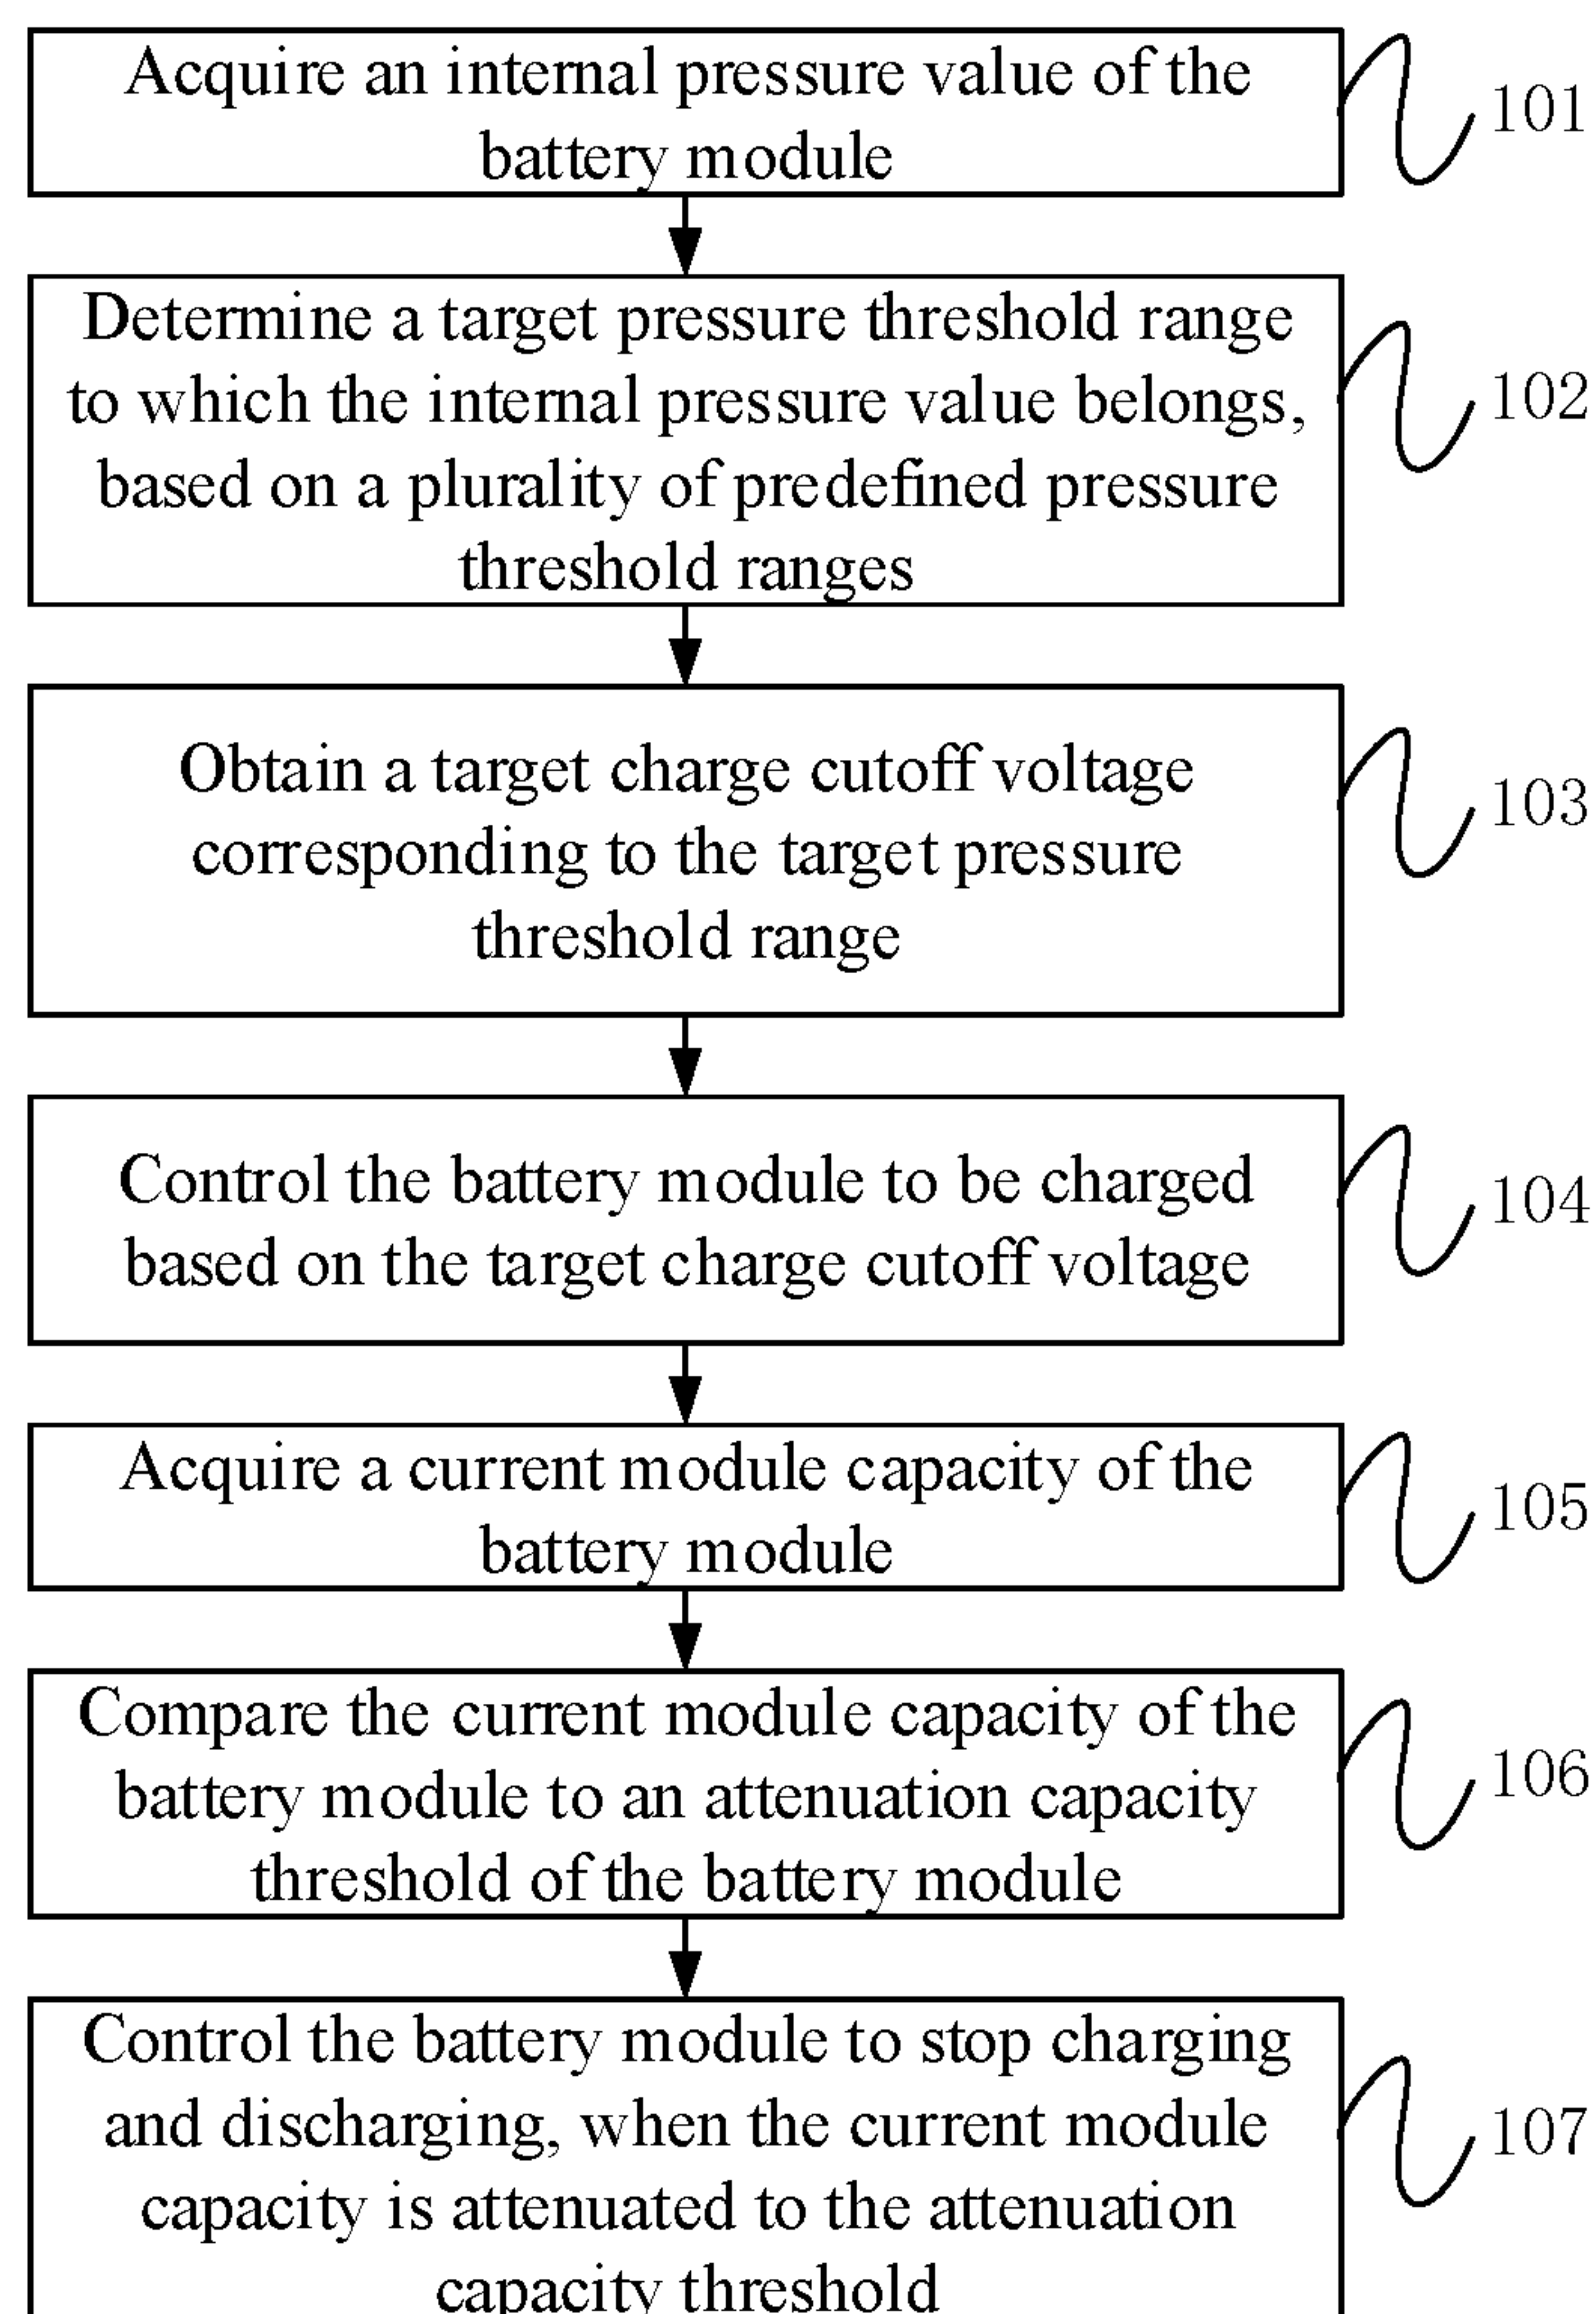 Acquire an internal pressure value of the
battery module
101
Determine a target pressure threshold range
to which the internal pressure value belongs,
based on a plurality of predefined pressure
threshold ranges
102
Obtain a target charge cutoff voltage
corresponding to the target pressure
threshold range
103
Control the battery module to be charged
based on the target charge cutoff voltage
104
Acquire a current module capacity of the
battery module
105
Compare the current module capacity of the
battery module to an attenuation capacity
threshold of the battery module
106
Control the battery module to stop charging
and discharging, when the current module
capacity is attenuated to the attenuation
capacity threshold
107